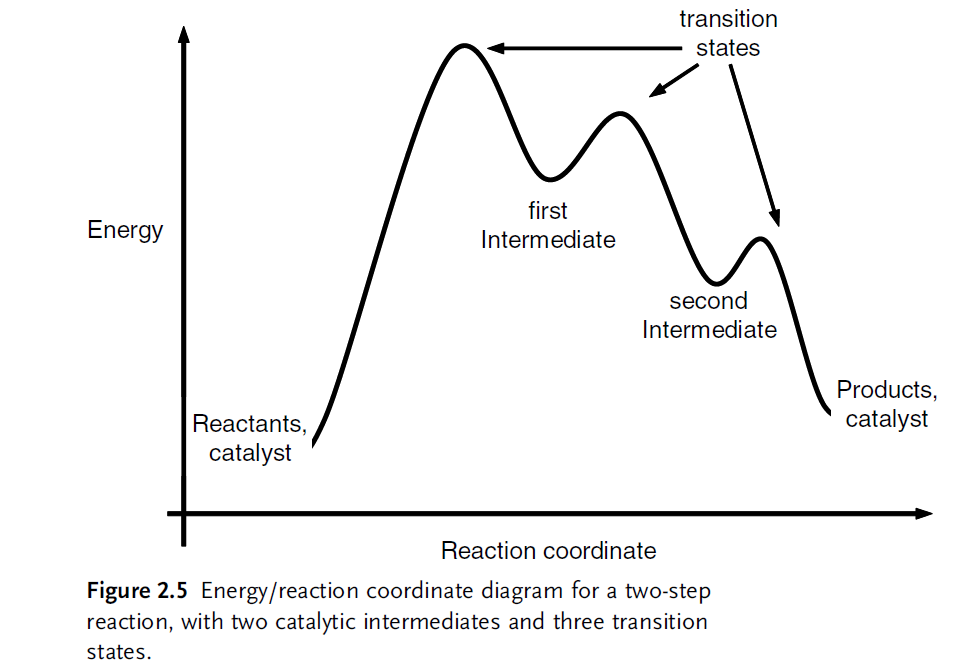 transition
states
first
Intermediate
Energy
second
Intermediate
Reactants,
catalyst
Products,
catalyst
Reaction coordinate
Figure 2.5 Energy/reaction coordinate diagram for a two-step
reaction, with two catalytic intermediates and three transition
states.